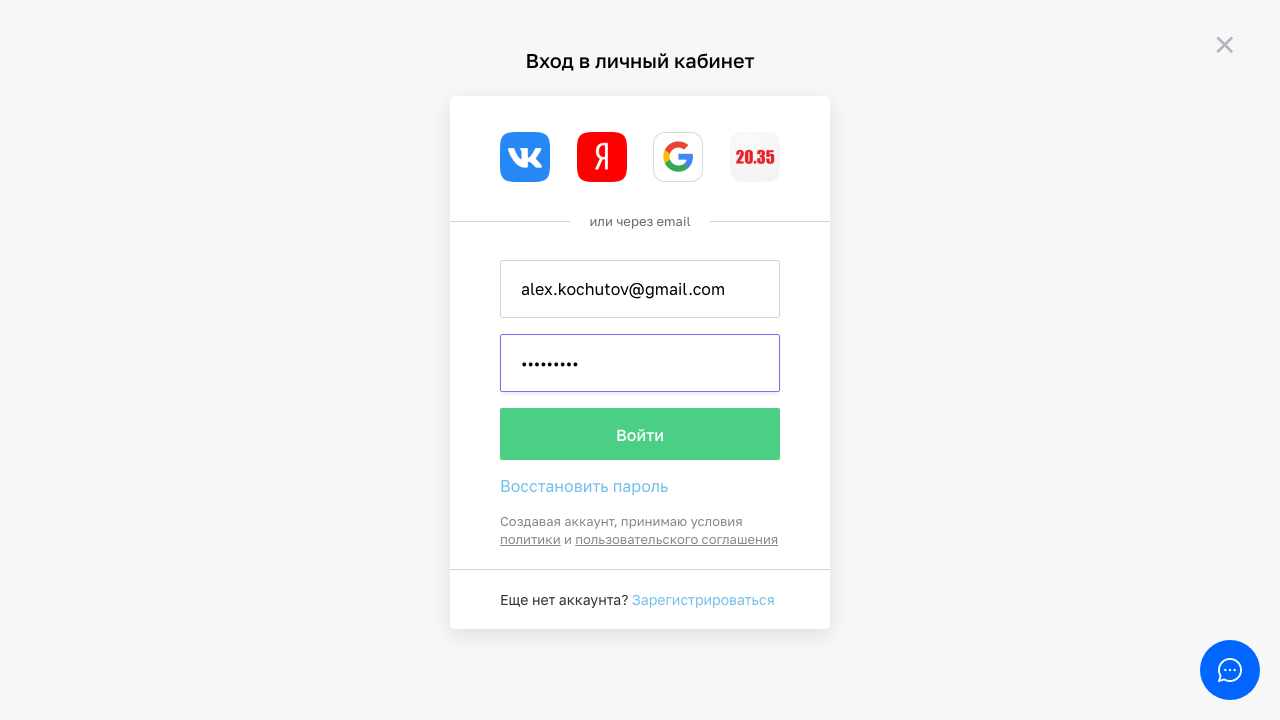 Вход в личный кабинет
20.35
или через email
alex.kochutov@gmail.com
•••••••••
Войти
Восстановить пароль
Создавая аккаунт, принимаю условия
политики и пользовательского соглашения
Еще нет аккаунта? Зарегистрироваться